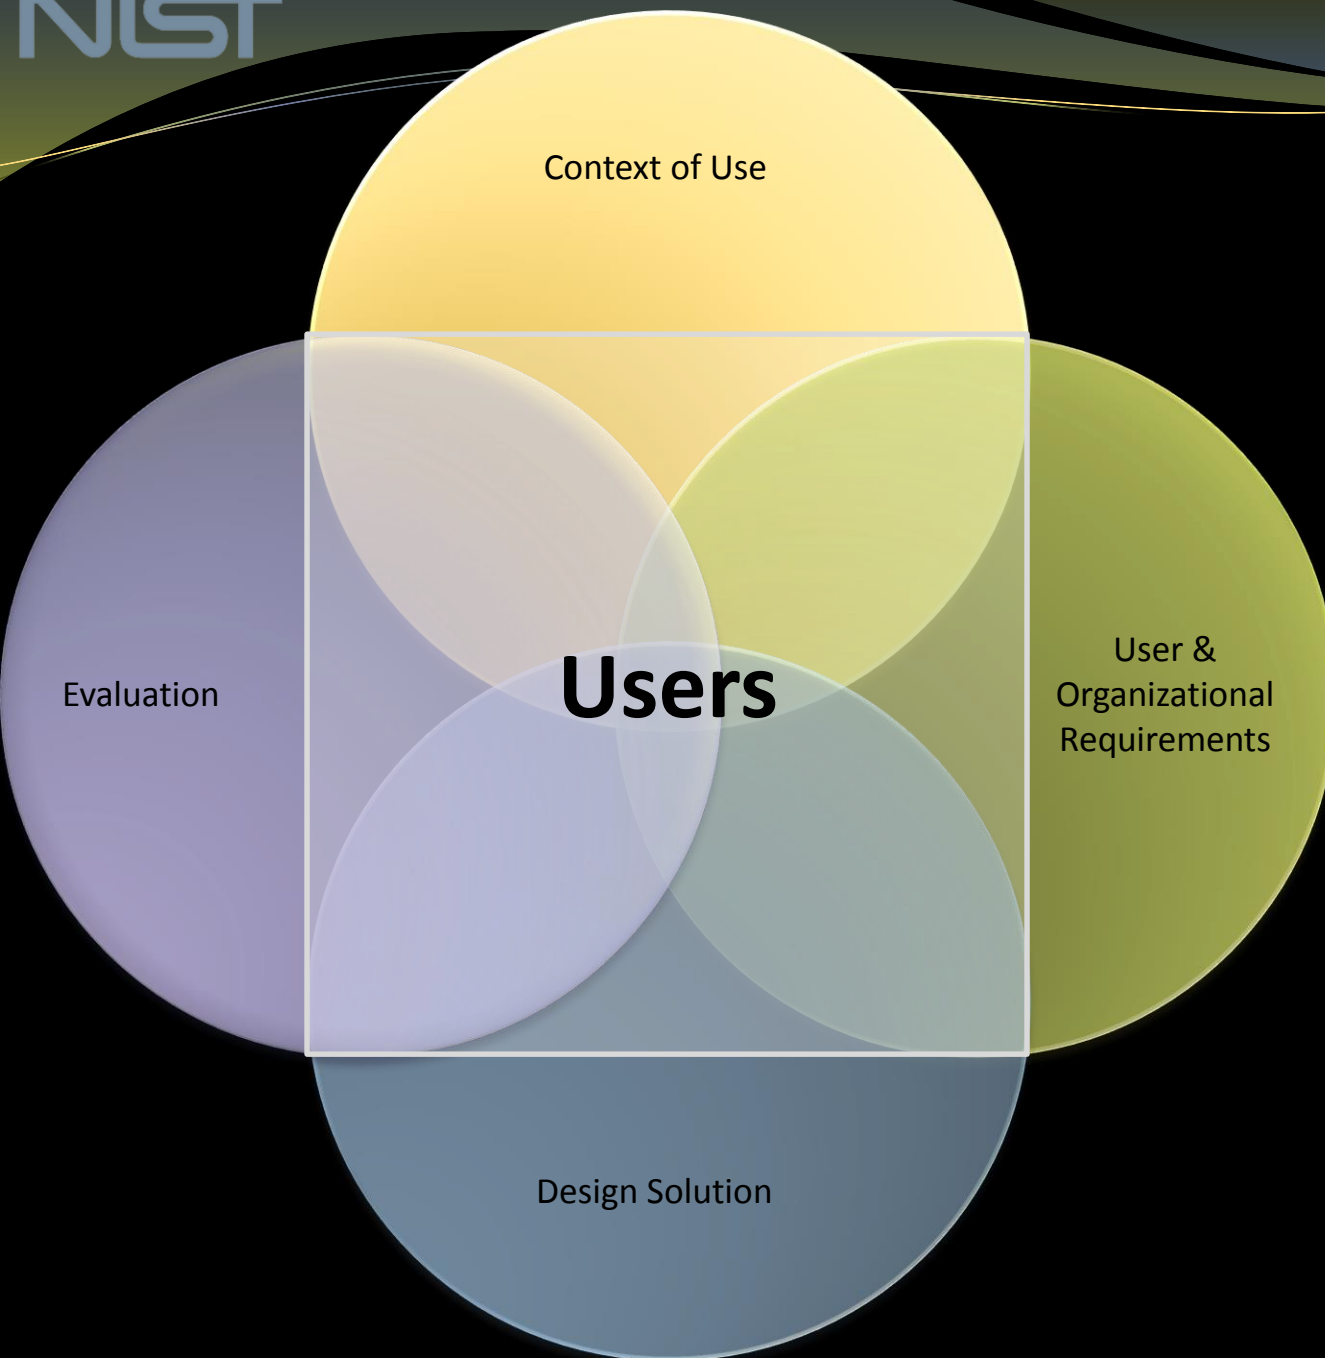 NIST
Context of Use
Evaluation
Users
User &
Organizational
Requirements
Design Solution